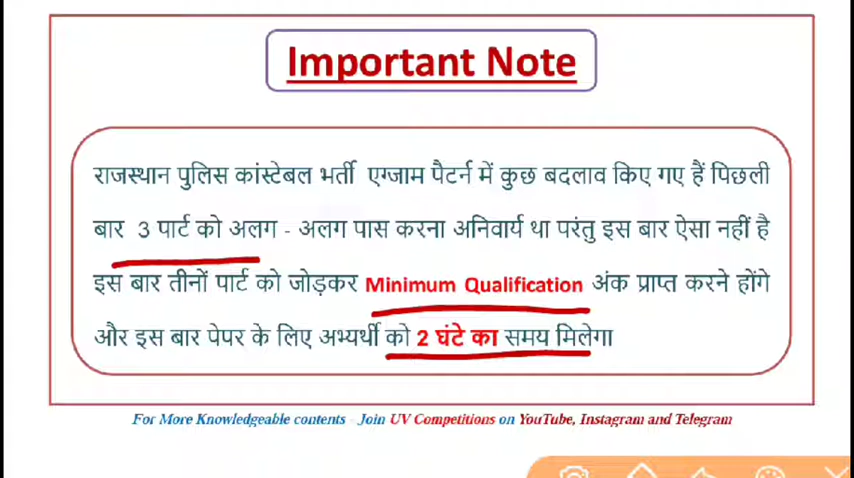 Important Note
राजस्थान पुलिस कांस्टेबल भर्ती एग्जाम पैटर्न में कुछ बदलाव किए गए हैं पिछली
बार 3 पार्ट को अलग - अलग पास करना अनिवार्य था परंतु इस बार ऐसा नहीं है
इस बार तीनों पार्ट को जोड़कर Minimum Qualification अंक प्राप्त करने होंगे
और इस बार पेपर के लिए अभ्यर्थी को 2 घंटे का समय मिलेगा
For More Knowledgeable contents - Join UV Competitions on YouTube, Instagram and Telegram